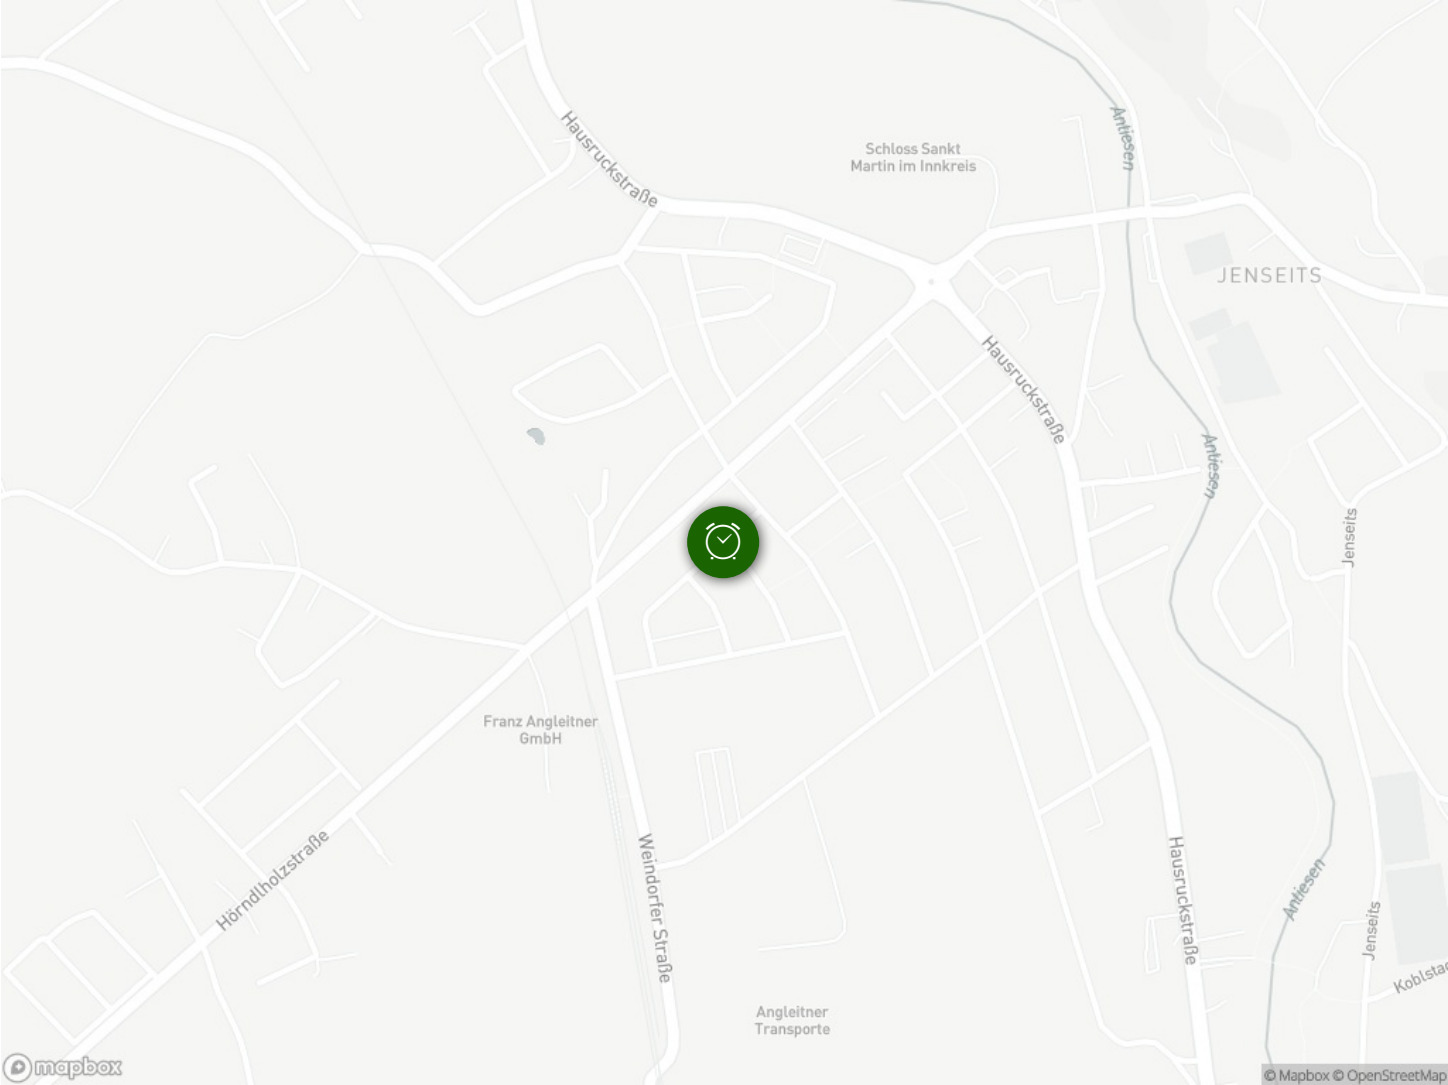 Hausruckstraße
Antiesen
Schloss Sankt
Martin im Innkreis
JENSEITS
Hausruckstraße
Antiesen
Jenseits
Franz Angleitner
GmbH
Hörndlholzstraße
Weindorfer Straße
Hausruckstraße
Antiesen
Jenseits
Angleitner
Transporte
mapbox
© Mapbox © OpenStreetMap